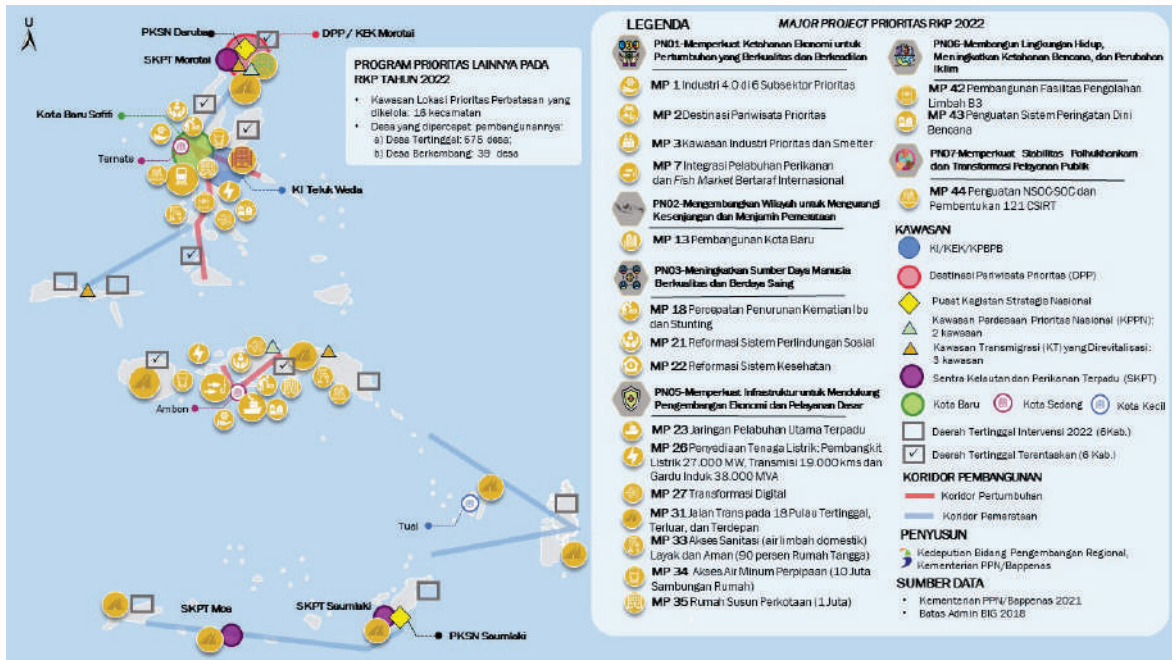 U
PKSN Daruba
DPP / KEK Morotai
SKPT Morotai
Kota Baru Sofifi
Ternate
KI Teluk Weda
PROGRAM PRIORITAS LAINNYA PADA
RKP TAHUN 2022
• Kawasan Lokasi Prioritas Perbatasan yang
dikelola: 16 kecamatan
• Desa yang dipercepat pembangunannya:
a) Desa Tertinggal: 675 desa;
b) Desa Berkembang: 39 desa
Ambon
Tual
SKPT Moa
SKPT Saumlaki
PKSN Saumlaki
LEGENDA
MAJOR PROJECT PRIORITAS RKP 2022
PN01-Memperkuat Ketahanan Ekonomi untuk
Pertumbuhan yang Berkualitas dan Berkeadilan
MP 1 Industri 4.0 di 6 Subsektor Prioritas
MP 2 Destinasi Pariwisata Prioritas
MP 3 Kawasan Industri Prioritas dan Smelter
MP 7 Integrasi Pelabuhan Perikanan
dan Fish Market Bertaraf Internasional
PN02-Mengembangkan Wilayah untuk Mengurangi
Kesenjangan dan Menjamin Pemerataan
MP 13 Pembangunan Kota Baru
PN03-Meningkatkan Sumber Daya Manusia
Berkualitas dan Berdaya Saing
MP 18 Percepatan Penurunan Kematian Ibu
dan Stunting
MP 21 Reformasi Sistem Perlindungan Sosial
MP 22 Reformasi Sistem Kesehatan
PN05-Memperkuat Infrastruktur untuk Mendukung
Pengembangan Ekonomi dan Pelayanan Dasar
MP 23 Jaringan Pelabuhan Utama Terpadu
MP 26 Penyediaan Tenaga Listrik: Pembangkit
Listrik 27.000 MW, Transmisi 19.000 kms dan
Gardu Induk 38.000 MVA
MP 27 Transformasi Digital
MP 31 Jalan Trans pada 18 Pulau Tertinggal,
Terluar, dan Terdepan
MP 33 Akses Sanitasi (air limbah domestik)
Layak dan Aman (90 persen Rumah Tangga)
MP 34 Akses Air Minum Perpipaan (10 Juta
Sambungan Rumah)
MP 35 Rumah Susun Perkotaan (1 Juta)
PN06-Membangun Lingkungan Hidup,
Meningkatkan Ketahanan Bencana, dan Perubahan
Iklim
MP 42 Pembangunan Fasilitas Pengolahan
Limbah B3
MP 43 Penguatan Sistem Peringatan Dini
Bencana
PN07-Memperkuat Stabilitas Polhukhankam
dan Transformasi Pelayanan Publik
MP 44 Penguatan NSOC-SOC dan
Pembentukan 121 CSIRT
KAWASAN
KI/KEK/KPBPB
Destinasi Pariwisata Prioritas (DPP)
Pusat Kegiatan Strategis Nasional
Kawasan Perdesaan Prioritas Nasional (KPPN):
2 kawasan
Kawasan Transmigrasi (KT) yang Direvitalisasi:
3 kawasan
Sentra Kelautan dan Perikanan Terpadu (SKPT)
Kota Baru Kota Sedang Kota Kecil
Daerah Tertinggal Intervensi 2022 (6 Kab.)
Daerah Tertinggal Terentaskan (6 Kab.)
KORIDOR PEMBANGUNAN
Koridor Pertumbuhan
Koridor Pemerataan
PENYUSUN
Kedeputian Bidang Pengembangan Regional,
Kementerian PPN/Bappenas
SUMBER DATA
• Kementerian PPN/Bappenas 2021
• Batas Admin BIG 2018